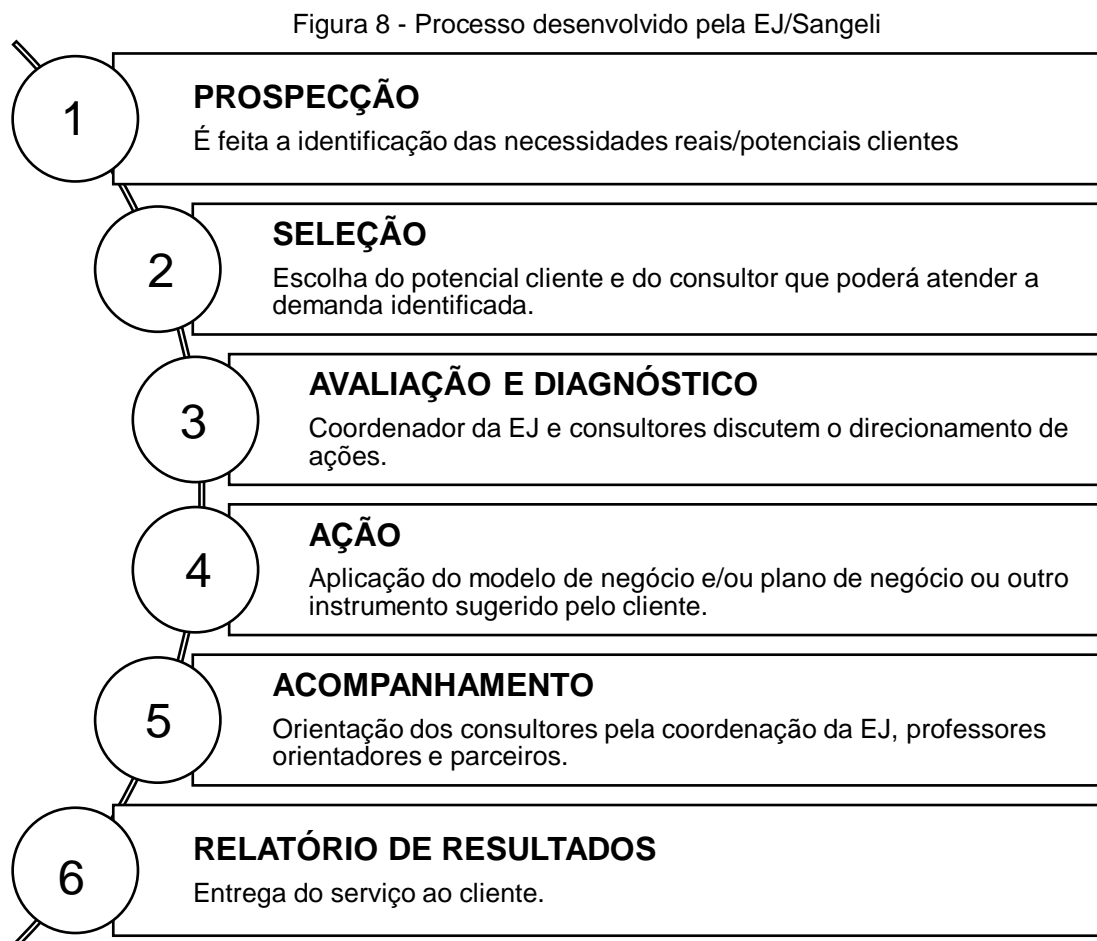 Figura 8 - Processo desenvolvido pela EJ/Sangeli
1
PROSPECÇÃO
É feita a identificação das necessidades reais/potenciais clientes
2
SELEÇÃO
Escolha do potencial cliente e do consultor que poderá atender a
demanda identificada.
3
AVALIAÇÃO E DIAGNÓSTICO
Coordenador da EJ e consultores discutem o direcionamento de
ações.
4
AÇÃO
Aplicação do modelo de negócio e/ou plano de negócio ou outro
instrumento sugerido pelo cliente.
5
ACOMPANHAMENTO
Orientação dos consultores pela coordenação da EJ, professores
orientadores e parceiros.
6
RELATÓRIO DE RESULTADOS
Entrega do serviço ao cliente.